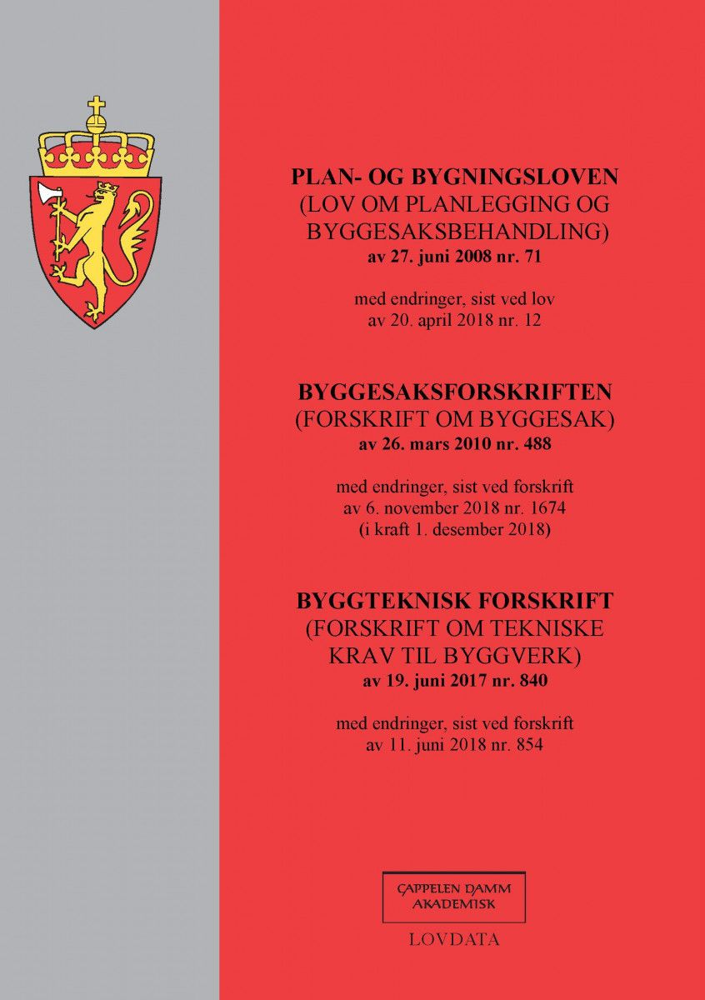 PLAN- OG BYGNINGSLOVEN
(LOV OM PLANLEGGING OG
BYGGESAKSBEHANDLING)
av 27. juni 2008 nr. 71
med endringer, sist ved lov
av 20. april 2018 nr. 12
BYGGESAKSFORSKRIFTEN
(FORSKRIFT OM BYGGESAK)
av 26. mars 2010 nr. 488
med endringer, sist ved forskrift
av 6. november 2018 nr. 1674
(i kraft 1. desember 2018)
BYGGTEKNISK FORSKRIFT
(FORSKRIFT OM TEKNISKE
KRAV TIL BYGGVERK)
av 19. juni 2017 nr. 840
med endringer, sist ved forskrift
av 11. juni 2018 nr. 854
CAPPELEN DAMM
AKADEMISK
LOVDATA